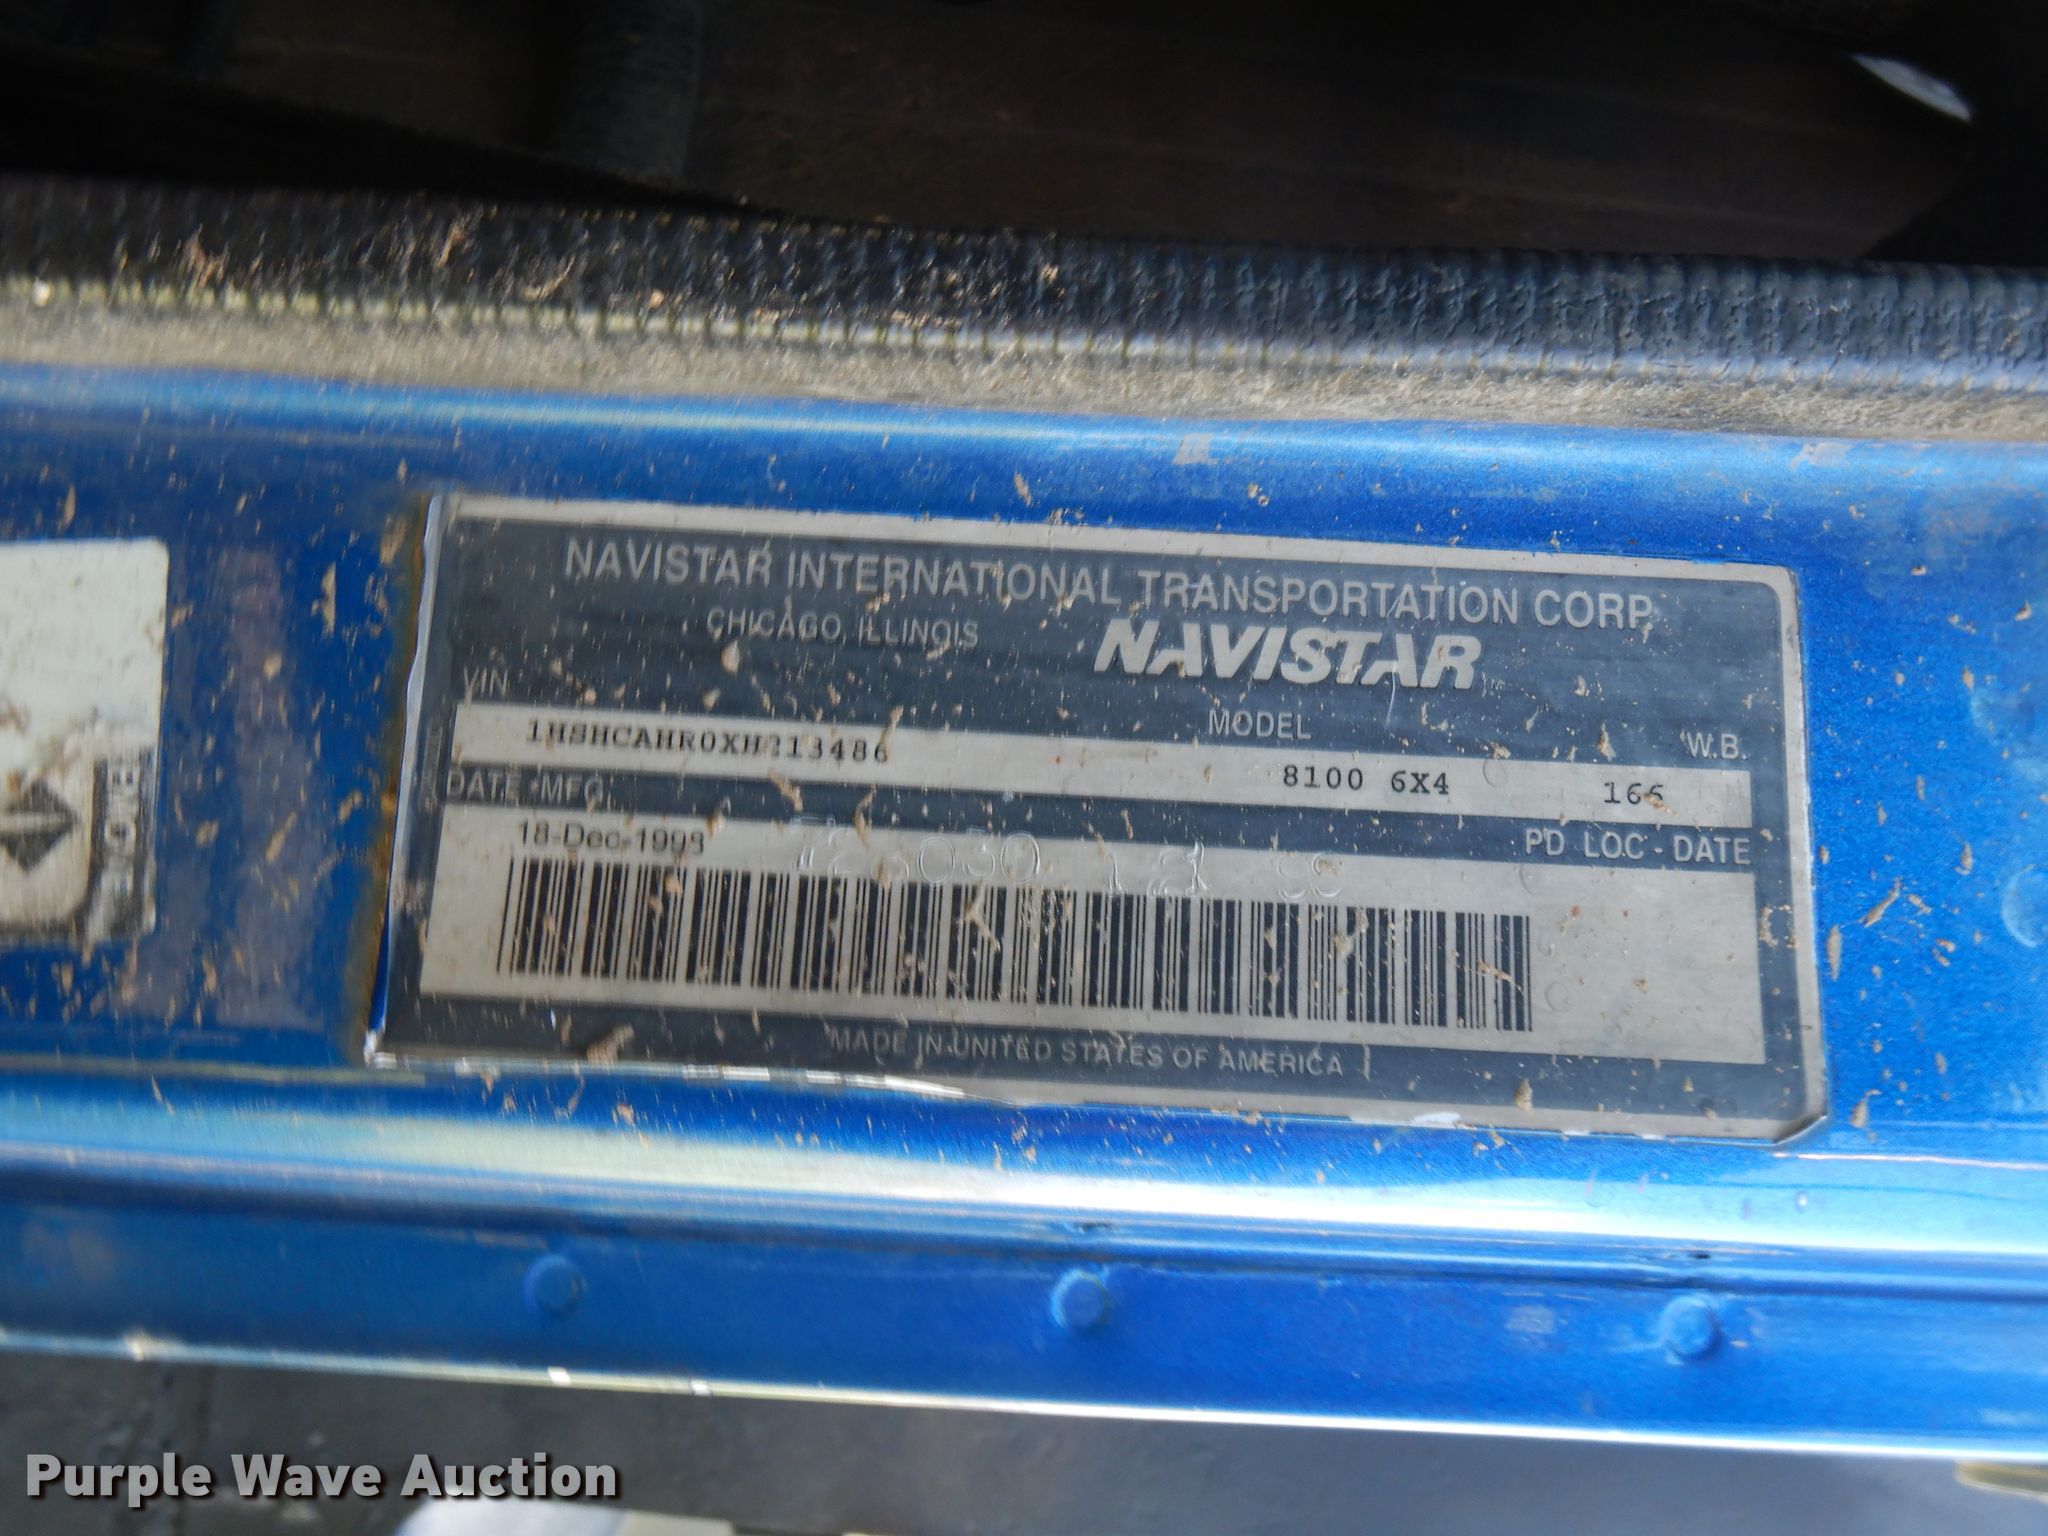 NAVISTAR INTERNATIONAL TRANSPORTATION CORP.
CHICAGO, ILLINOIS NAVISTAR
VIN MODEL W.B.
1HSHCAHR0XH213486 8100 6X4 166
DATE - MFG. PD LOC - DATE
18-Dec-1998
MADE IN UNITED STATES OF AMERICA
Purple Wave Auction